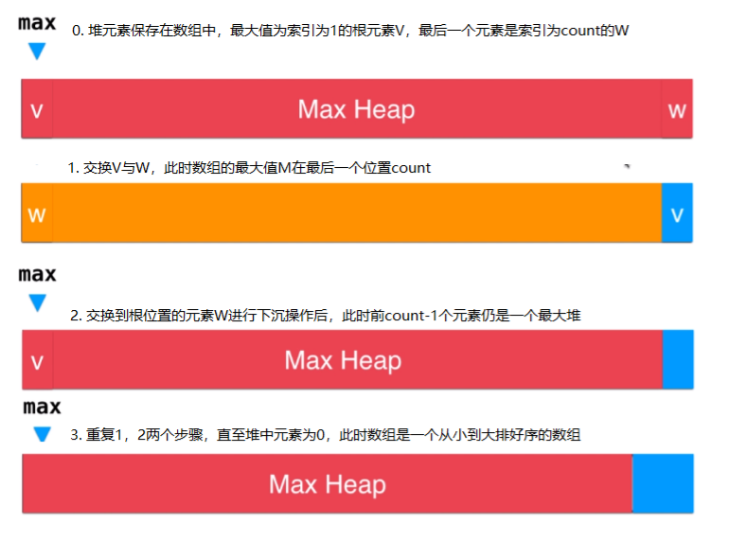 max
0. 堆元素保存在数组中，最大值为索引为1的根元素V，最后一个元素是索引为count的W
v Max Heap w
1. 交换V与W，此时数组的最大值M在最后一个位置count
w v
max
2. 交换到根位置的元素W进行下沉操作后，此时前count-1个元素仍是一个最大堆
v Max Heap
max
3. 重复1，2两个步骤，直至堆中元素为0，此时数组是一个从小到大排好序的数组
Max Heap